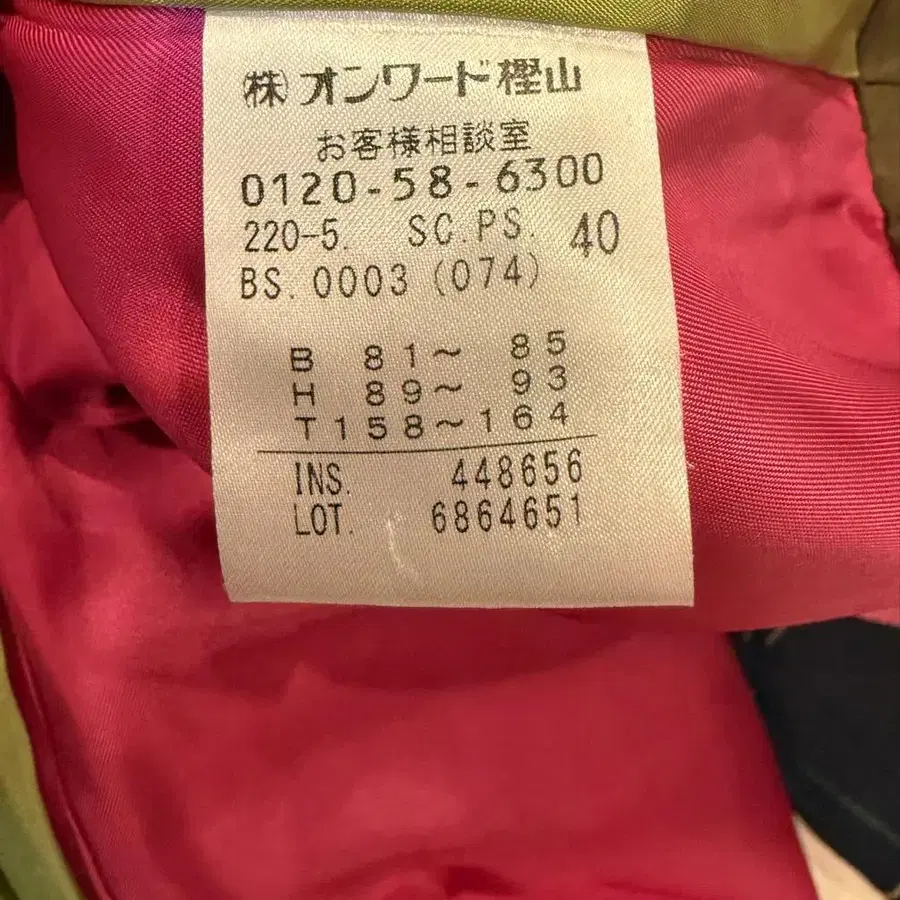 (株)オンワード樫山
お客様相談室
0120-58-6300
220-5. SC.PS. 40
BS.0003(074)
B 81～ 85
H 89～ 93
T158～164
INS. 448656
LOT. 6864651